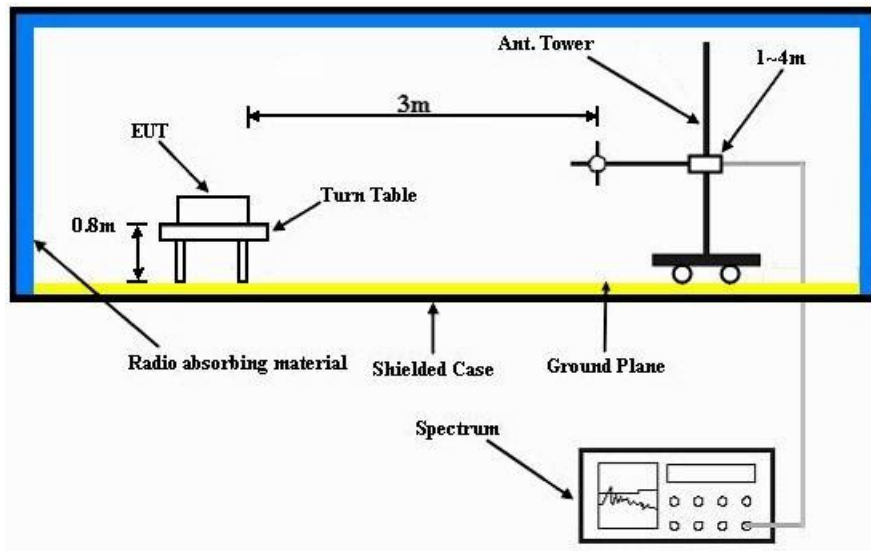 Ant. Tower
1~4m
3m
EUT
Turn Table
0.8m
Radio absorbing material
Shielded Case
Ground Plane
Spectrum